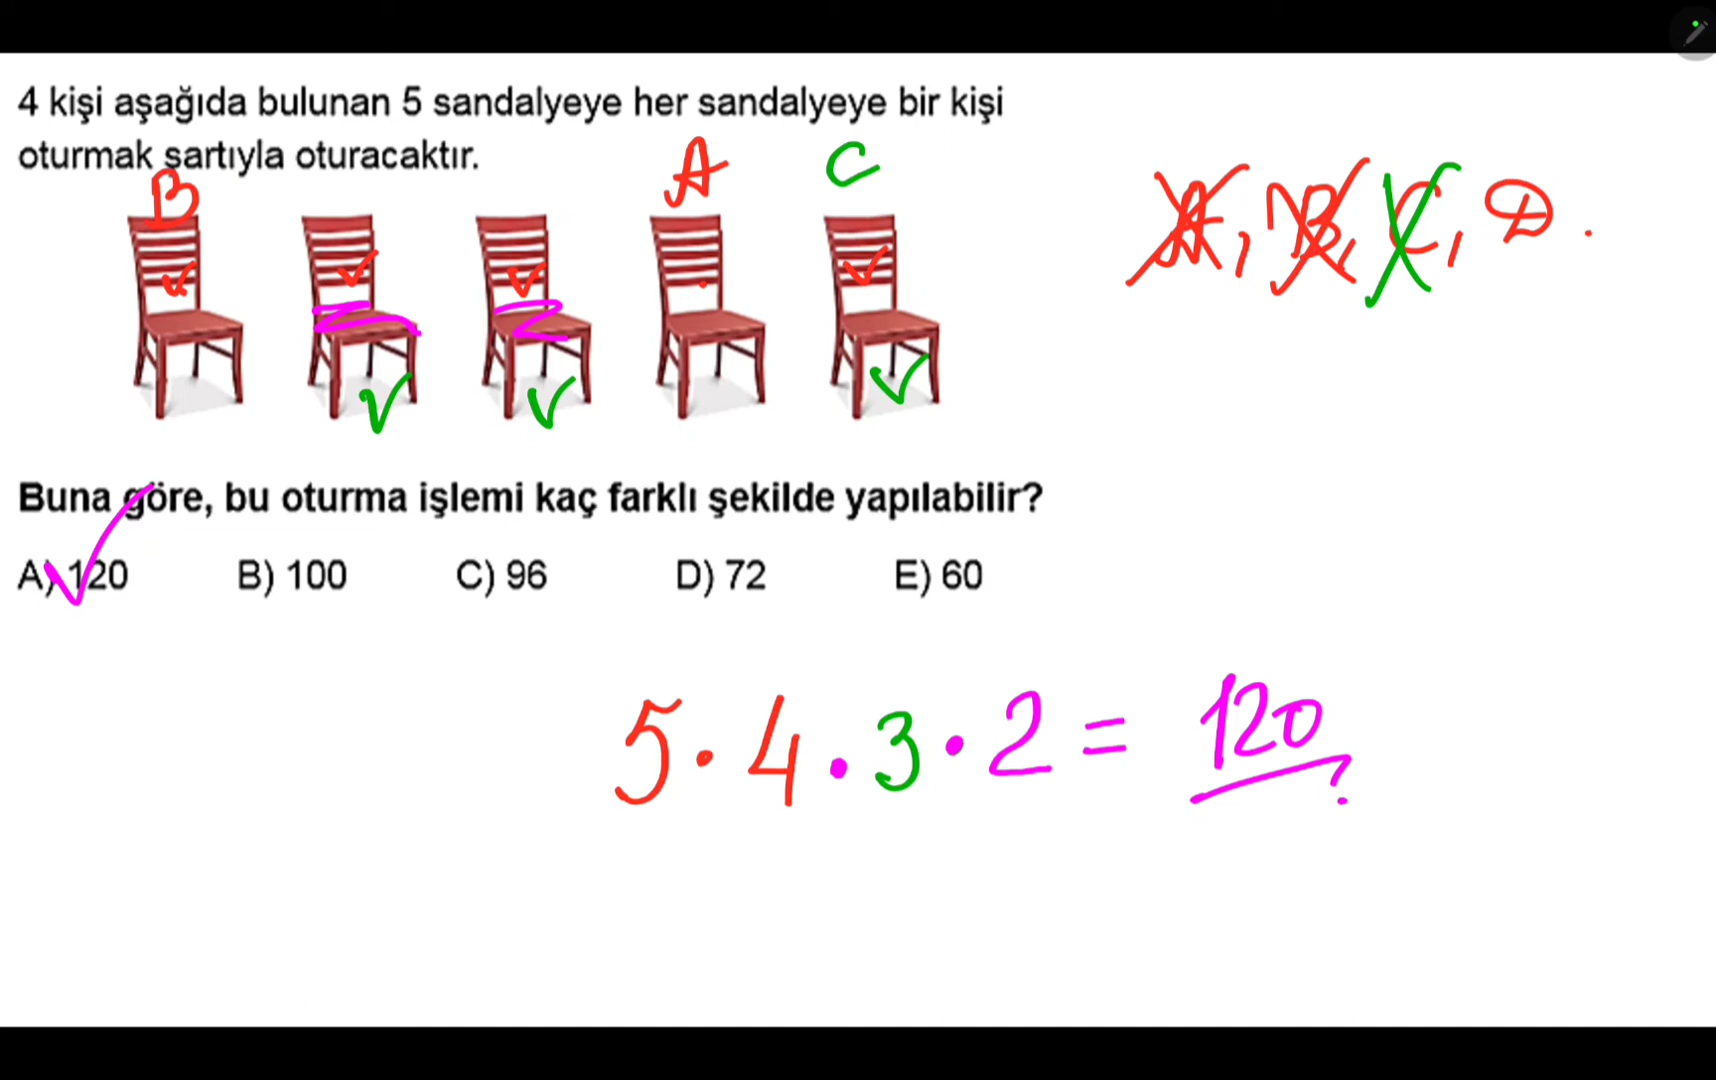 4 kişi aşağıda bulunan 5 sandalyeye her sandalyeye bir kişi
oturmak şartıyla oturacaktır.
B A C
A, B, C, D.
Buna göre, bu oturma işlemi kaç farklı şekilde yapılabilir?
A) 120 B) 100 C) 96 D) 72 E) 60
5 · 4 · 3 · 2 = 120